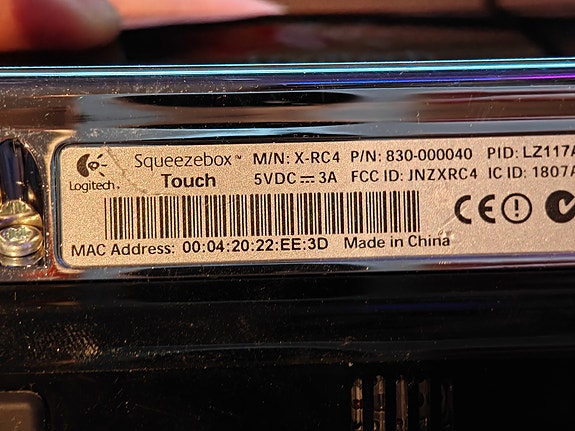 Squeezebox™ M/N: X-RC4 P/N: 830-000040 PID: LZ117A
Logitech® Touch 5VDC ⎓ 3A FCC ID: JNZXRC4 IC ID: 1807A
CE
MAC Address: 00:04:20:22:EE:3D Made in China